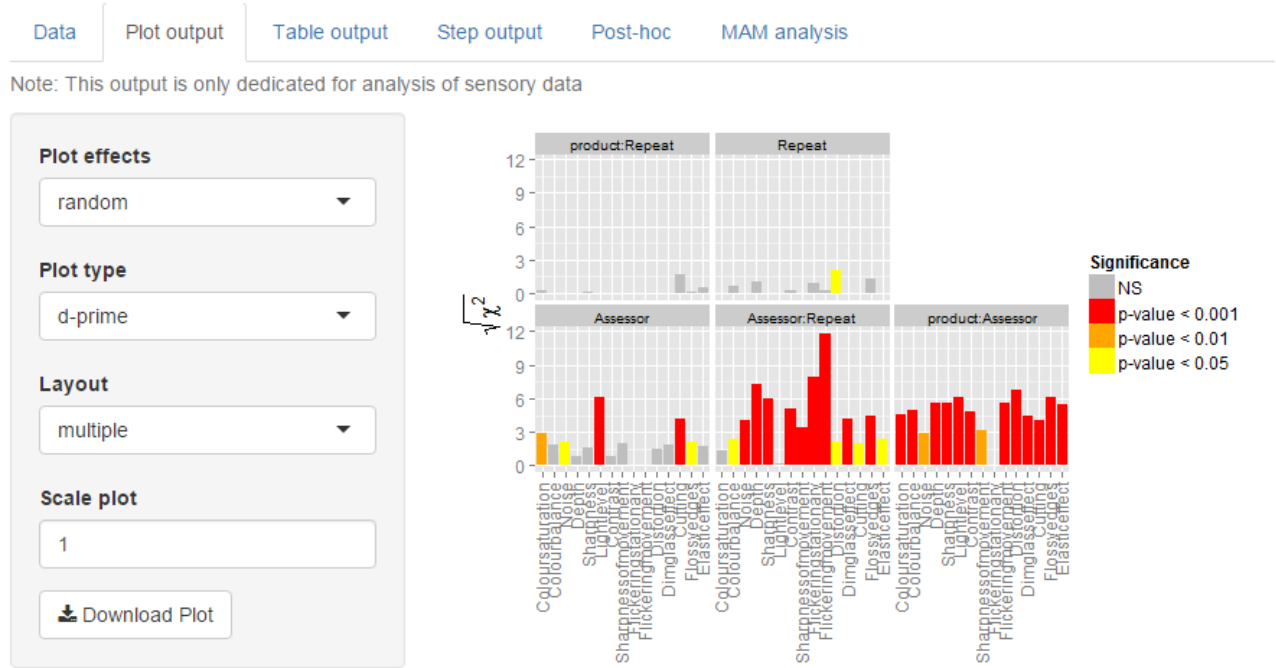 Data Plot output Table output Step output Post-hoc MAM analysis
Note: This output is only dedicated for analysis of sensory data
Plot effects
random
Plot type
d-prime
Layout
multiple
Scale plot
1
Download Plot
product:Repeat Repeat
12
9
6
3
0
√χ²
Assessor Assessor:Repeat product:Assessor
12
9
6
3
0
Coloursaturation
Colourbalance
Noise
Depth
Sharpness
Lightlevel
Contrast
Sharpnessofmovement
Flickeringstationary
Flickeringmovement
Distortion
Dimglasseffect
Cutting
Flossyedges
Elasticeffect
Coloursaturation
Colourbalance
Noise
Depth
Sharpness
Lightlevel
Contrast
Sharpnessofmovement
Flickeringstationary
Flickeringmovement
Distortion
Dimglasseffect
Cutting
Flossyedges
Elasticeffect
Coloursaturation
Colourbalance
Noise
Depth
Sharpness
Lightlevel
Contrast
Sharpnessofmovement
Flickeringstationary
Flickeringmovement
Distortion
Dimglasseffect
Cutting
Flossyedges
Elasticeffect
Significance
NS
p-value < 0.001
p-value < 0.01
p-value < 0.05